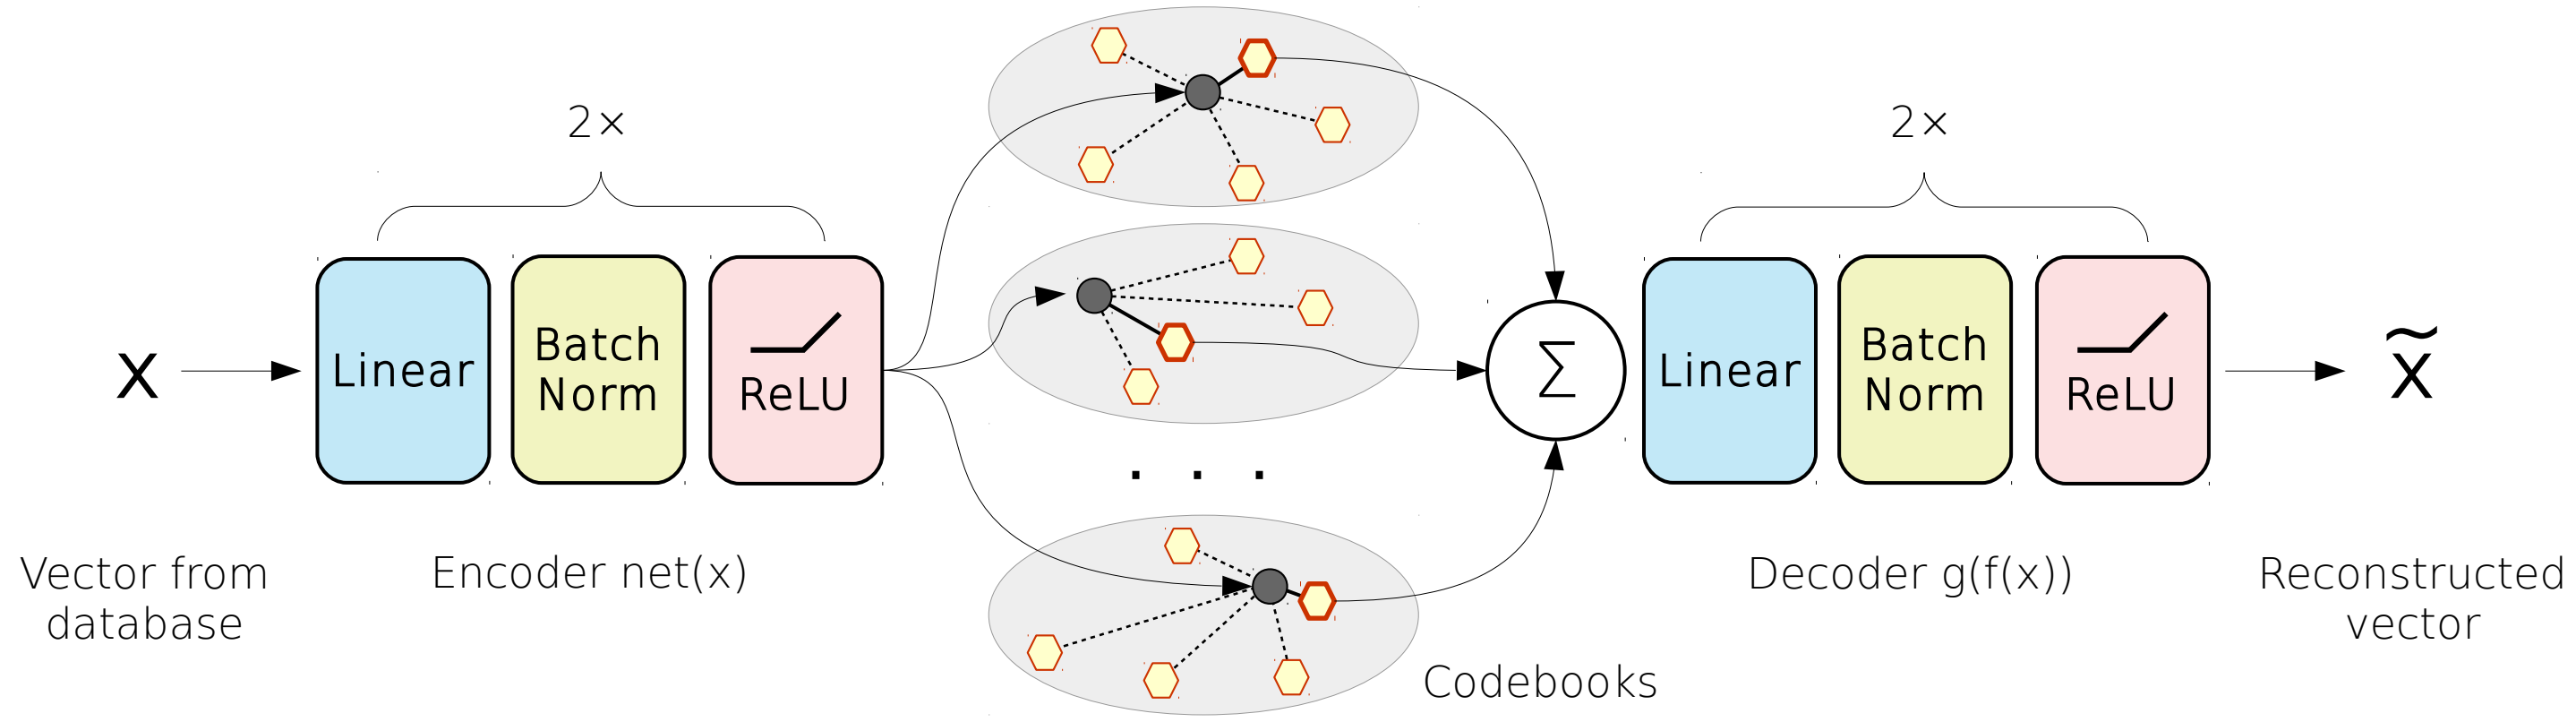 2×
2×
x
Linear
Batch
Norm
ReLU
. . .
∑
Linear
Batch
Norm
ReLU
x̃
Vector from
database
Encoder net(x)
Codebooks
Decoder g(f(x))
Reconstructed
vector